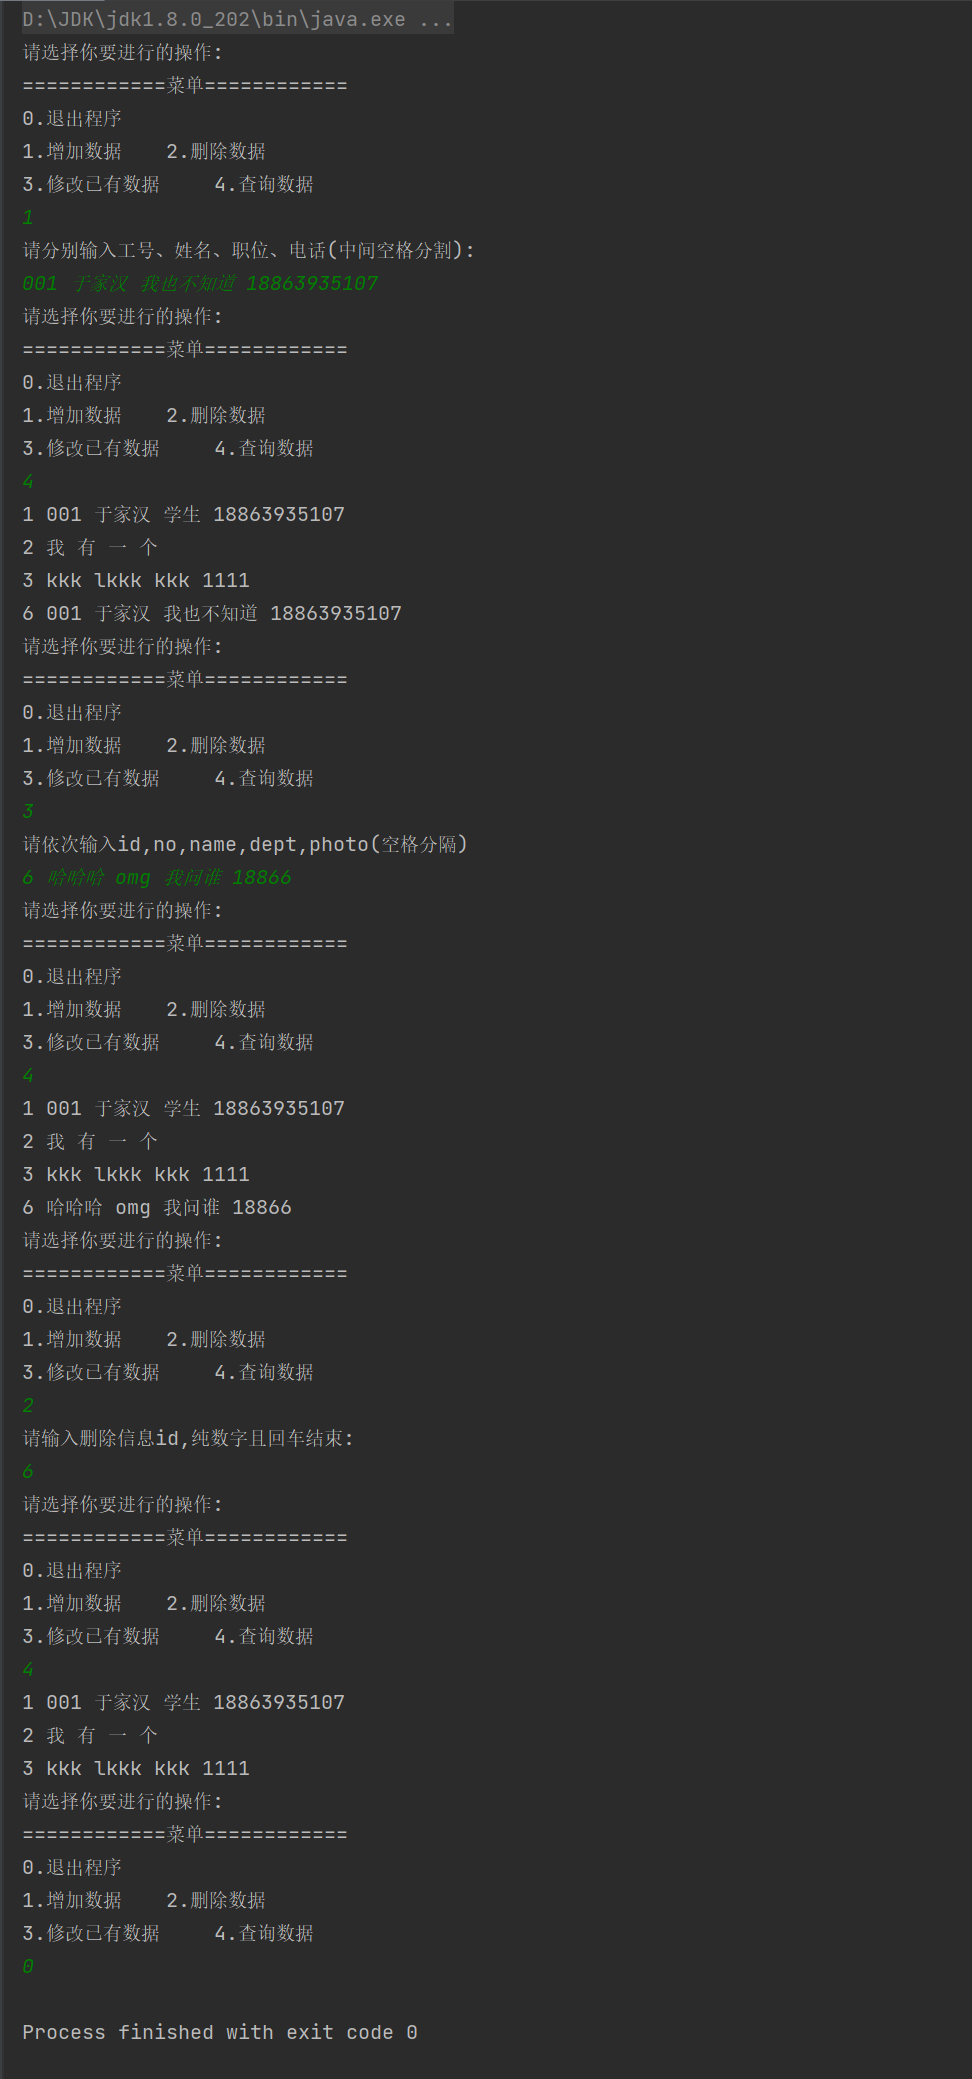 D:\JDK\jdk1.8.0_202\bin\java.exe ...
请选择你要进行的操作:
============菜单============
0.退出程序
1.增加数据    2.删除数据
3.修改已有数据     4.查询数据
1
请分别输入工号、姓名、职位、电话(中间空格分割):
001 于家汉 我也不知道 18863935107
请选择你要进行的操作:
============菜单============
0.退出程序
1.增加数据    2.删除数据
3.修改已有数据     4.查询数据
4
1 001 于家汉 学生 18863935107
2 我 有 一 个
3 kkk lkkk kkk 1111
6 001 于家汉 我也不知道 18863935107
请选择你要进行的操作:
============菜单============
0.退出程序
1.增加数据    2.删除数据
3.修改已有数据     4.查询数据
3
请依次输入id,no,name,dept,photo(空格分隔)
6 哈哈哈 omg 我问谁 18866
请选择你要进行的操作:
============菜单============
0.退出程序
1.增加数据    2.删除数据
3.修改已有数据     4.查询数据
4
1 001 于家汉 学生 18863935107
2 我 有 一 个
3 kkk lkkk kkk 1111
6 哈哈哈 omg 我问谁 18866
请选择你要进行的操作:
============菜单============
0.退出程序
1.增加数据    2.删除数据
3.修改已有数据     4.查询数据
2
请输入删除信息id,纯数字且回车结束:
6
请选择你要进行的操作:
============菜单============
0.退出程序
1.增加数据    2.删除数据
3.修改已有数据     4.查询数据
4
1 001 于家汉 学生 18863935107
2 我 有 一 个
3 kkk lkkk kkk 1111
请选择你要进行的操作:
============菜单============
0.退出程序
1.增加数据    2.删除数据
3.修改已有数据     4.查询数据
0
Process finished with exit code 0